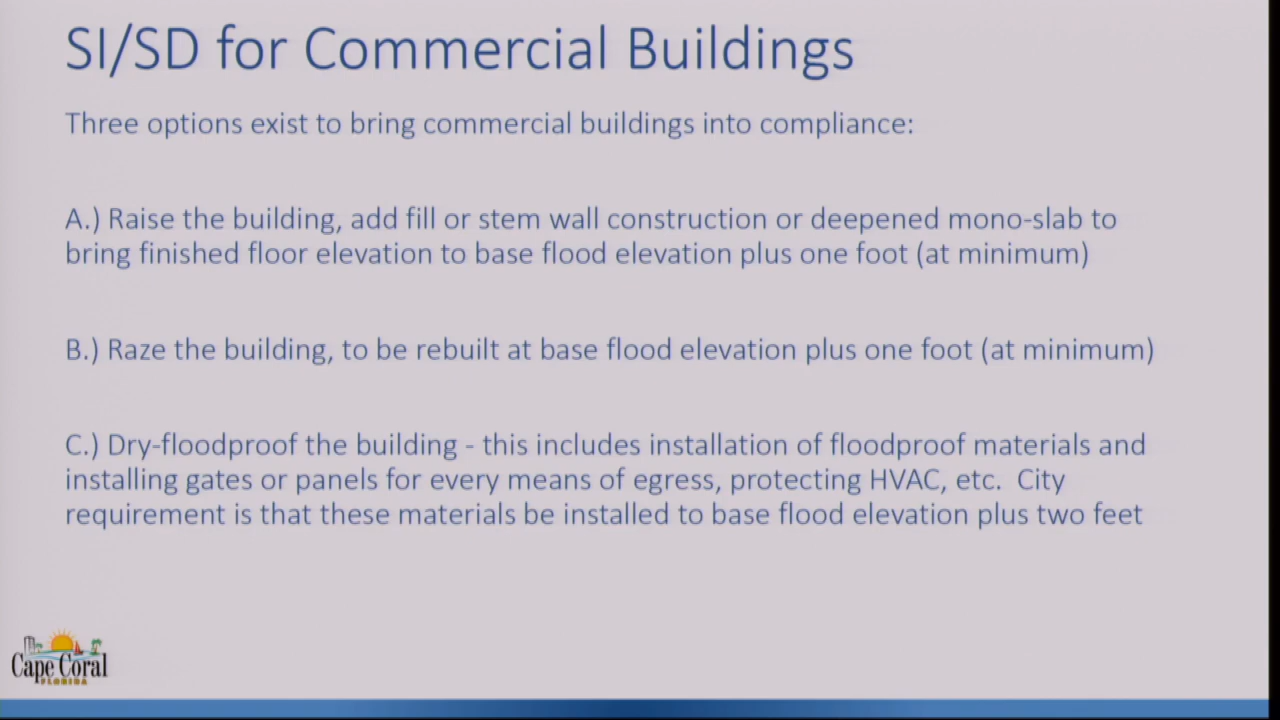 SI/SD for Commercial Buildings
Three options exist to bring commercial buildings into compliance:
A.) Raise the building, add fill or stem wall construction or deepened mono-slab to
bring finished floor elevation to base flood elevation plus one foot (at minimum)
B.) Raze the building, to be rebuilt at base flood elevation plus one foot (at minimum)
C.) Dry-floodproof the building - this includes installation of floodproof materials and
installing gates or panels for every means of egress, protecting HVAC, etc.  City
requirement is that these materials be installed to base flood elevation plus two feet
Cape Coral
FLORIDA